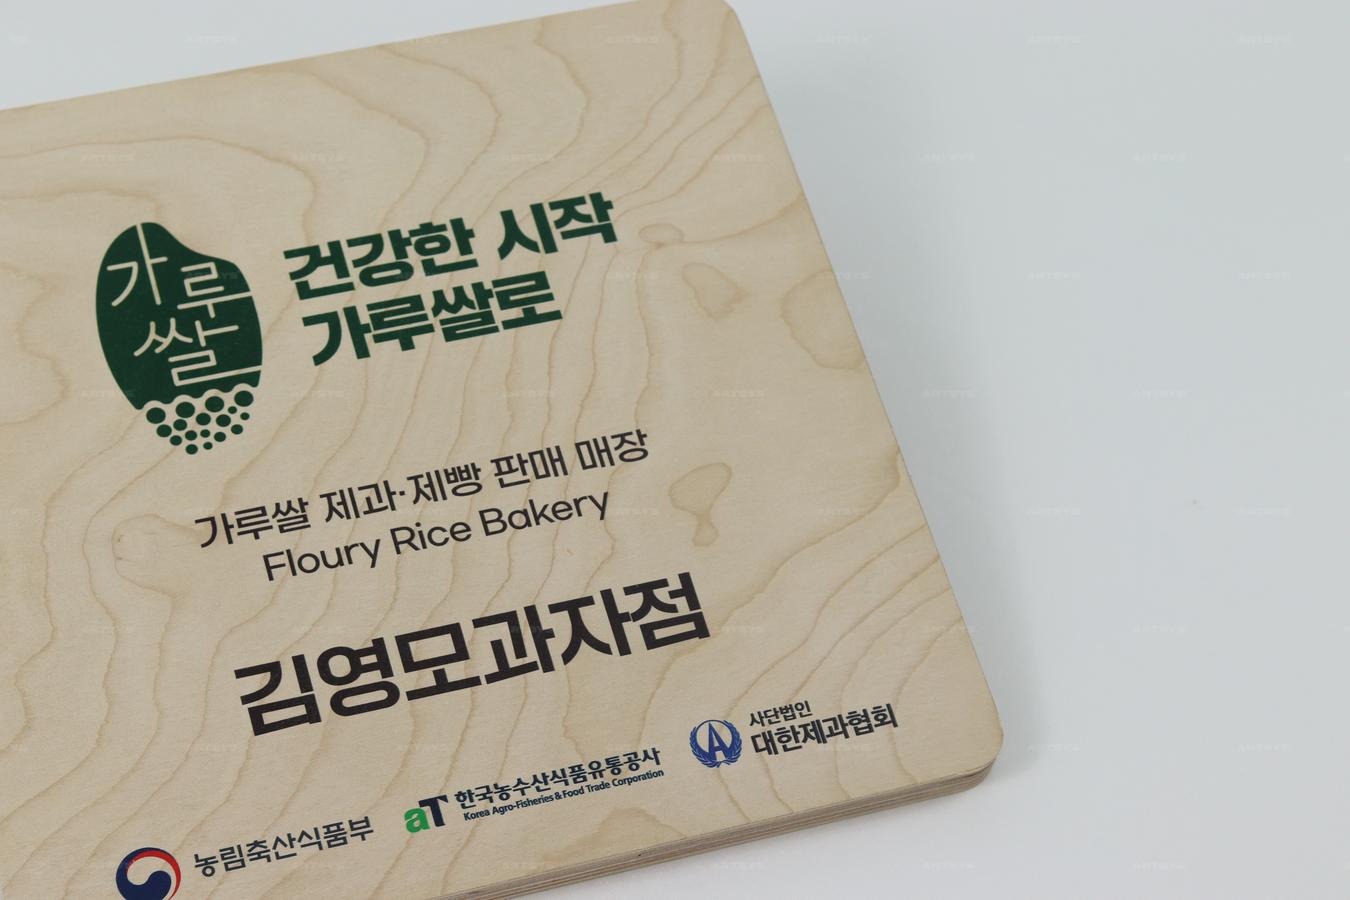 가루
쌀
건강한 시작
가루쌀로
가루쌀 제과·제빵 판매 매장
Floury Rice Bakery
김영모과자점
농림축산식품부
aT 한국농수산식품유통공사
Korea Agro-Fisheries & Food Trade Corporation
사단법인
대한제과협회
ARTSYS